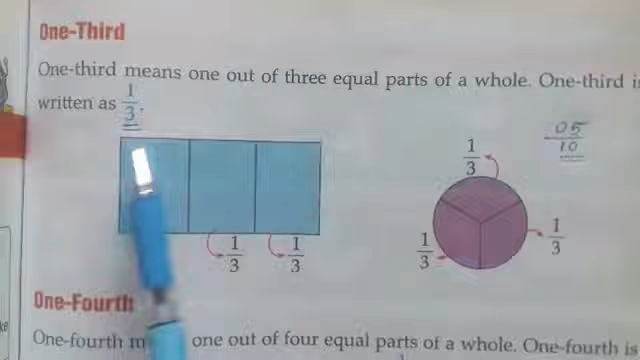 One-Third
One-third means one out of three equal parts of a whole. One-third is
written as 1/3.
05
10
1/3
1/3
1/3
1/3
1/3
One-Fourth
One-fourth m one out of four equal parts of a whole. One-fourth is